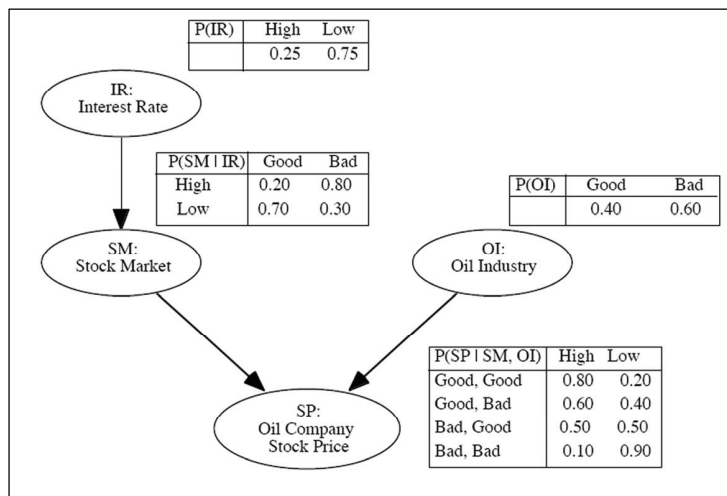 P(IR) High Low
0.25 0.75
IR:
Interest Rate
P(SM | IR) Good Bad
High 0.20 0.80
Low 0.70 0.30
P(OI) Good Bad
0.40 0.60
SM:
Stock Market
OI:
Oil Industry
P(SP | SM, OI) High Low
Good, Good 0.80 0.20
Good, Bad 0.60 0.40
Bad, Good 0.50 0.50
Bad, Bad 0.10 0.90
SP:
Oil Company
Stock Price